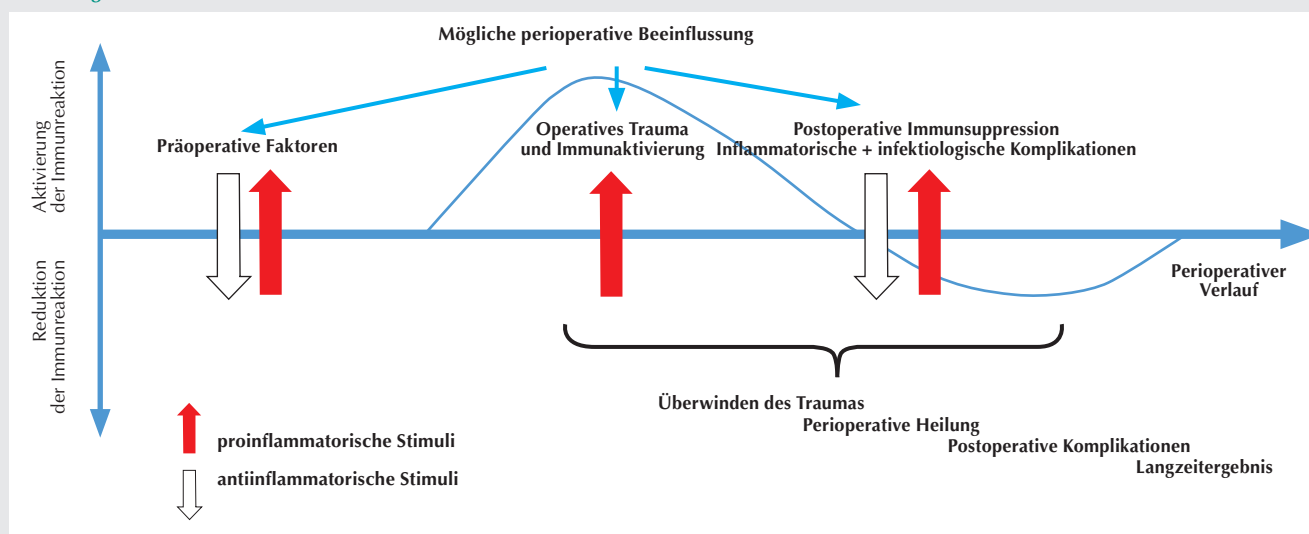 Mögliche perioperative Beeinflussung
Aktivierung
der Immunreaktion
Präoperative Faktoren
Operatives Trauma
und Immunaktivierung
Postoperative Immunsuppression
Inflammatorische + infektiologische Komplikationen
Reduktion
der Immunreaktion
Perioperativer
Verlauf
Überwinden des Traumas
Perioperative Heilung
Postoperative Komplikationen
Langzeitergebnis
proinflammatorische Stimuli
antiinflammatorische Stimuli